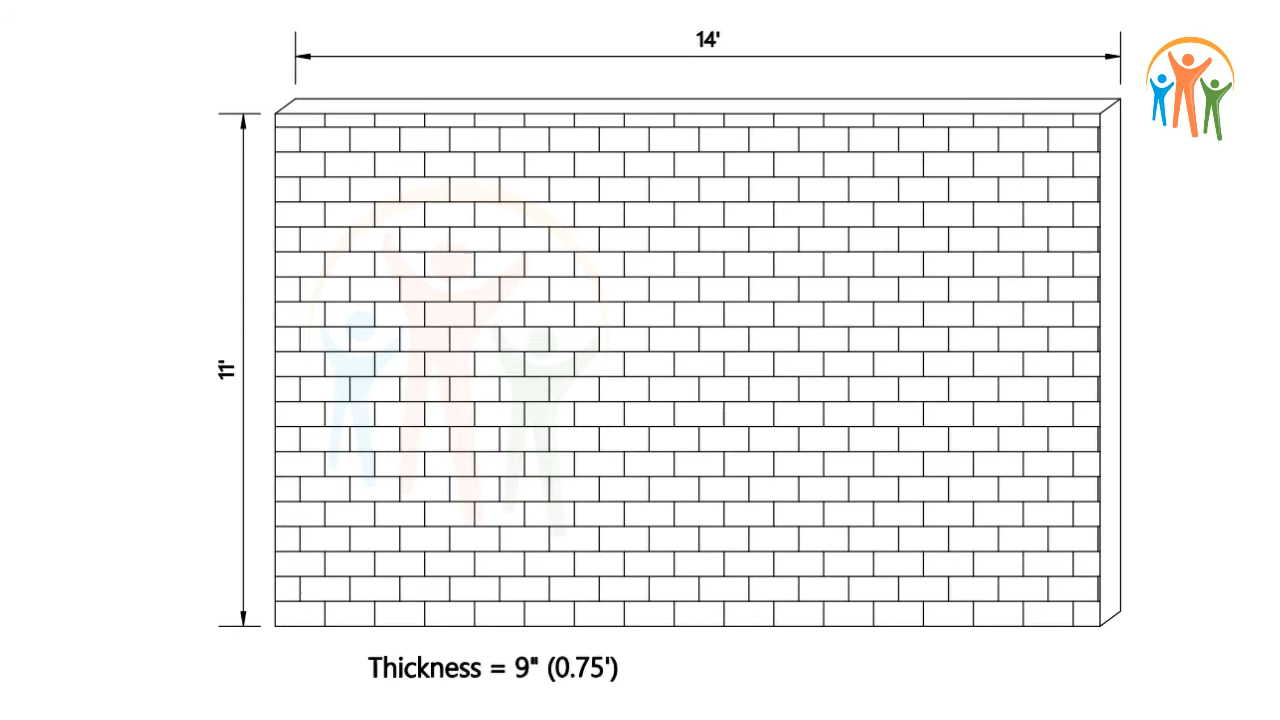 14'
11'
Thickness = 9" (0.75')